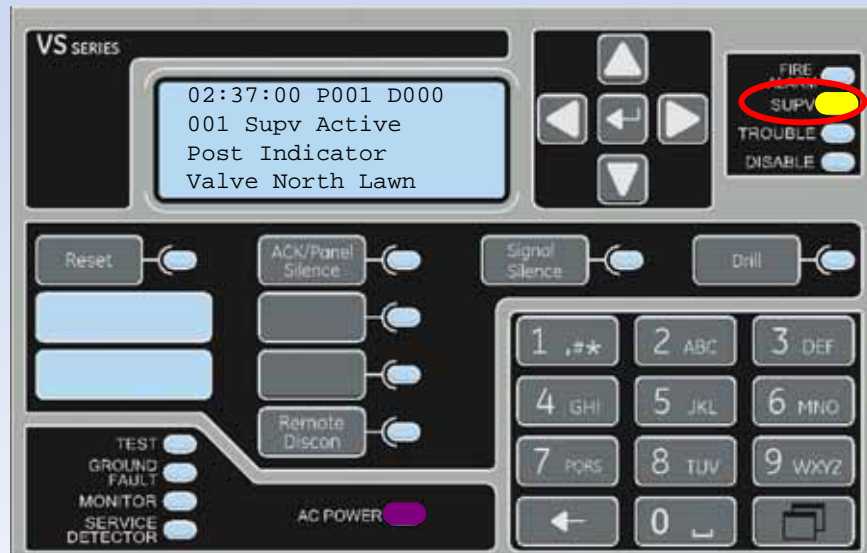 VS SERIES
02:37:00 P001 D000
001 Supv Active
Post Indicator
Valve North Lawn
FIRE
ALARM
SUPV
TROUBLE
DISABLE
Reset
ACK/Panel
Silence
Signal
Silence
Drill
Remote
Discon
1 ,#*
2 ABC
3 DEF
4 GHI
5 JKL
6 MNO
7 PQRS
8 TUV
9 WXYZ
0
TEST
GROUND
FAULT
MONITOR
SERVICE
DETECTOR
AC POWER